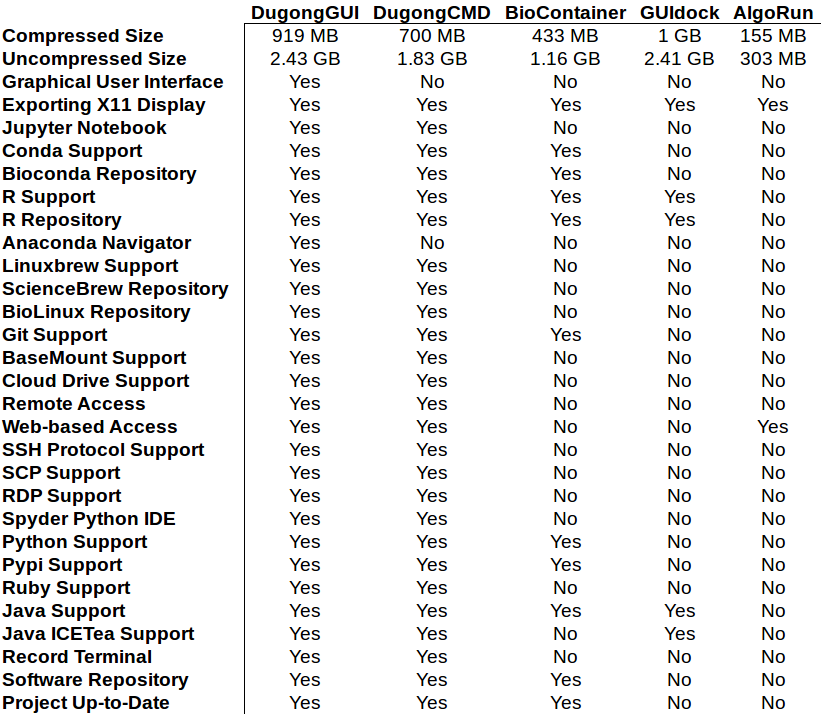 DugongGUI DugongCMD BioContainer GUIdock AlgoRun
Compressed Size 919 MB 700 MB 433 MB 1 GB 155 MB
Uncompressed Size 2.43 GB 1.83 GB 1.16 GB 2.41 GB 303 MB
Graphical User Interface Yes No No No No
Exporting X11 Display Yes Yes Yes Yes Yes
Jupyter Notebook Yes Yes No No No
Conda Support Yes Yes Yes No No
Bioconda Repository Yes Yes Yes No No
R Support Yes Yes Yes Yes No
R Repository Yes Yes Yes Yes No
Anaconda Navigator Yes No No No No
Linuxbrew Support Yes Yes No No No
ScienceBrew Repository Yes Yes No No No
BioLinux Repository Yes Yes No No No
Git Support Yes Yes Yes No No
BaseMount Support Yes Yes No No No
Cloud Drive Support Yes Yes No No No
Remote Access Yes Yes No No No
Web-based Access Yes Yes No No Yes
SSH Protocol Support Yes Yes No No No
SCP Support Yes Yes No No No
RDP Support Yes Yes No No No
Spyder Python IDE Yes Yes No No No
Python Support Yes Yes Yes No No
Pypi Support Yes Yes Yes No No
Ruby Support Yes Yes No No No
Java Support Yes Yes Yes Yes No
Java ICETea Support Yes Yes No Yes No
Record Terminal Yes Yes No No No
Software Repository Yes Yes Yes No No
Project Up-to-Date Yes Yes Yes No No